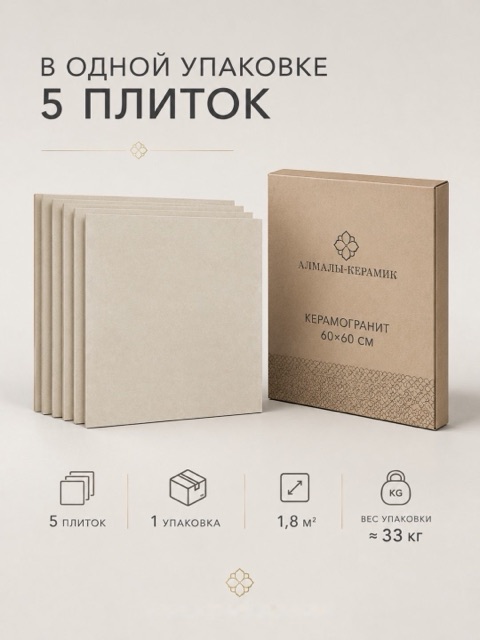 В ОДНОЙ УПАКОВКЕ
5 ПЛИТОК
АЛМАЛЫ-КЕРАМИК
КЕРАМОГРАНИТ
60×60 СМ
5 ПЛИТОК
1 УПАКОВКА
1,8 м²
ВЕС УПАКОВКИ
≈ 33 кг
KG